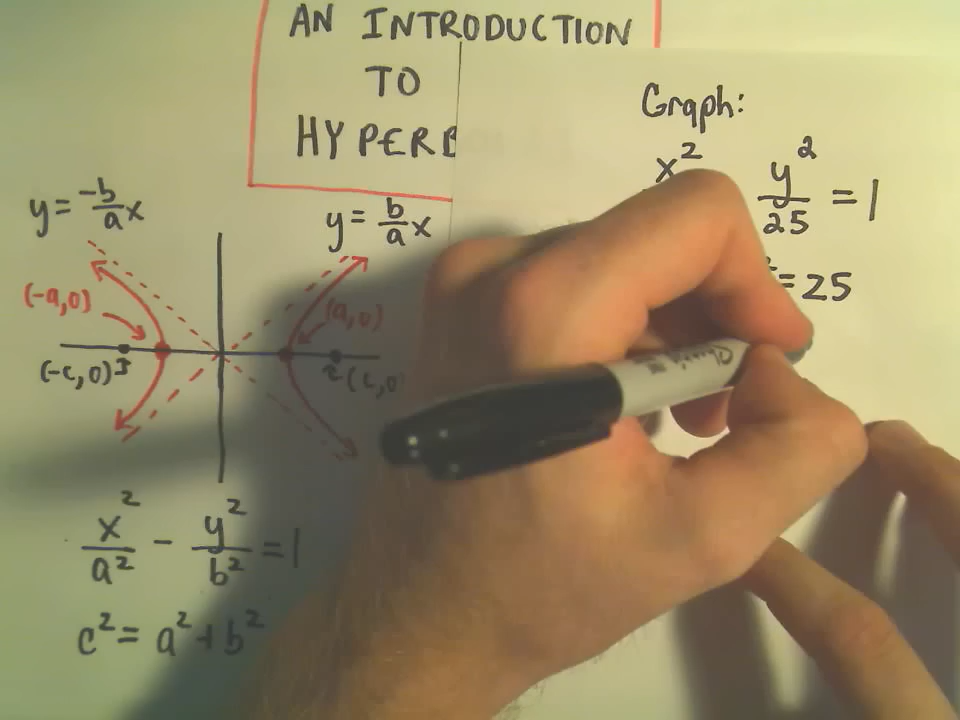 AN INTRODUCTION
TO
HYPERB
y = -b/a x
y = b/a x
(-a,0)
(a,0)
(-c,0)
(c,0
x²/a² - y²/b² = 1
c² = a² + b²
Graph:
x² y²/25 = 1
² = 25